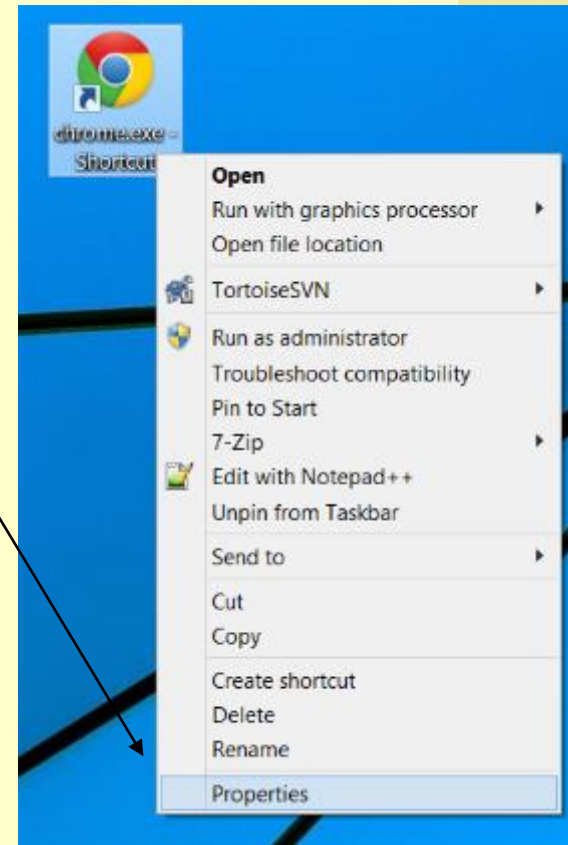 chrome.exe -
Shortcut
Open
Run with graphics processor
Open file location
TortoiseSVN
Run as administrator
Troubleshoot compatibility
Pin to Start
7-Zip
Edit with Notepad++
Unpin from Taskbar
Send to
Cut
Copy
Create shortcut
Delete
Rename
Properties